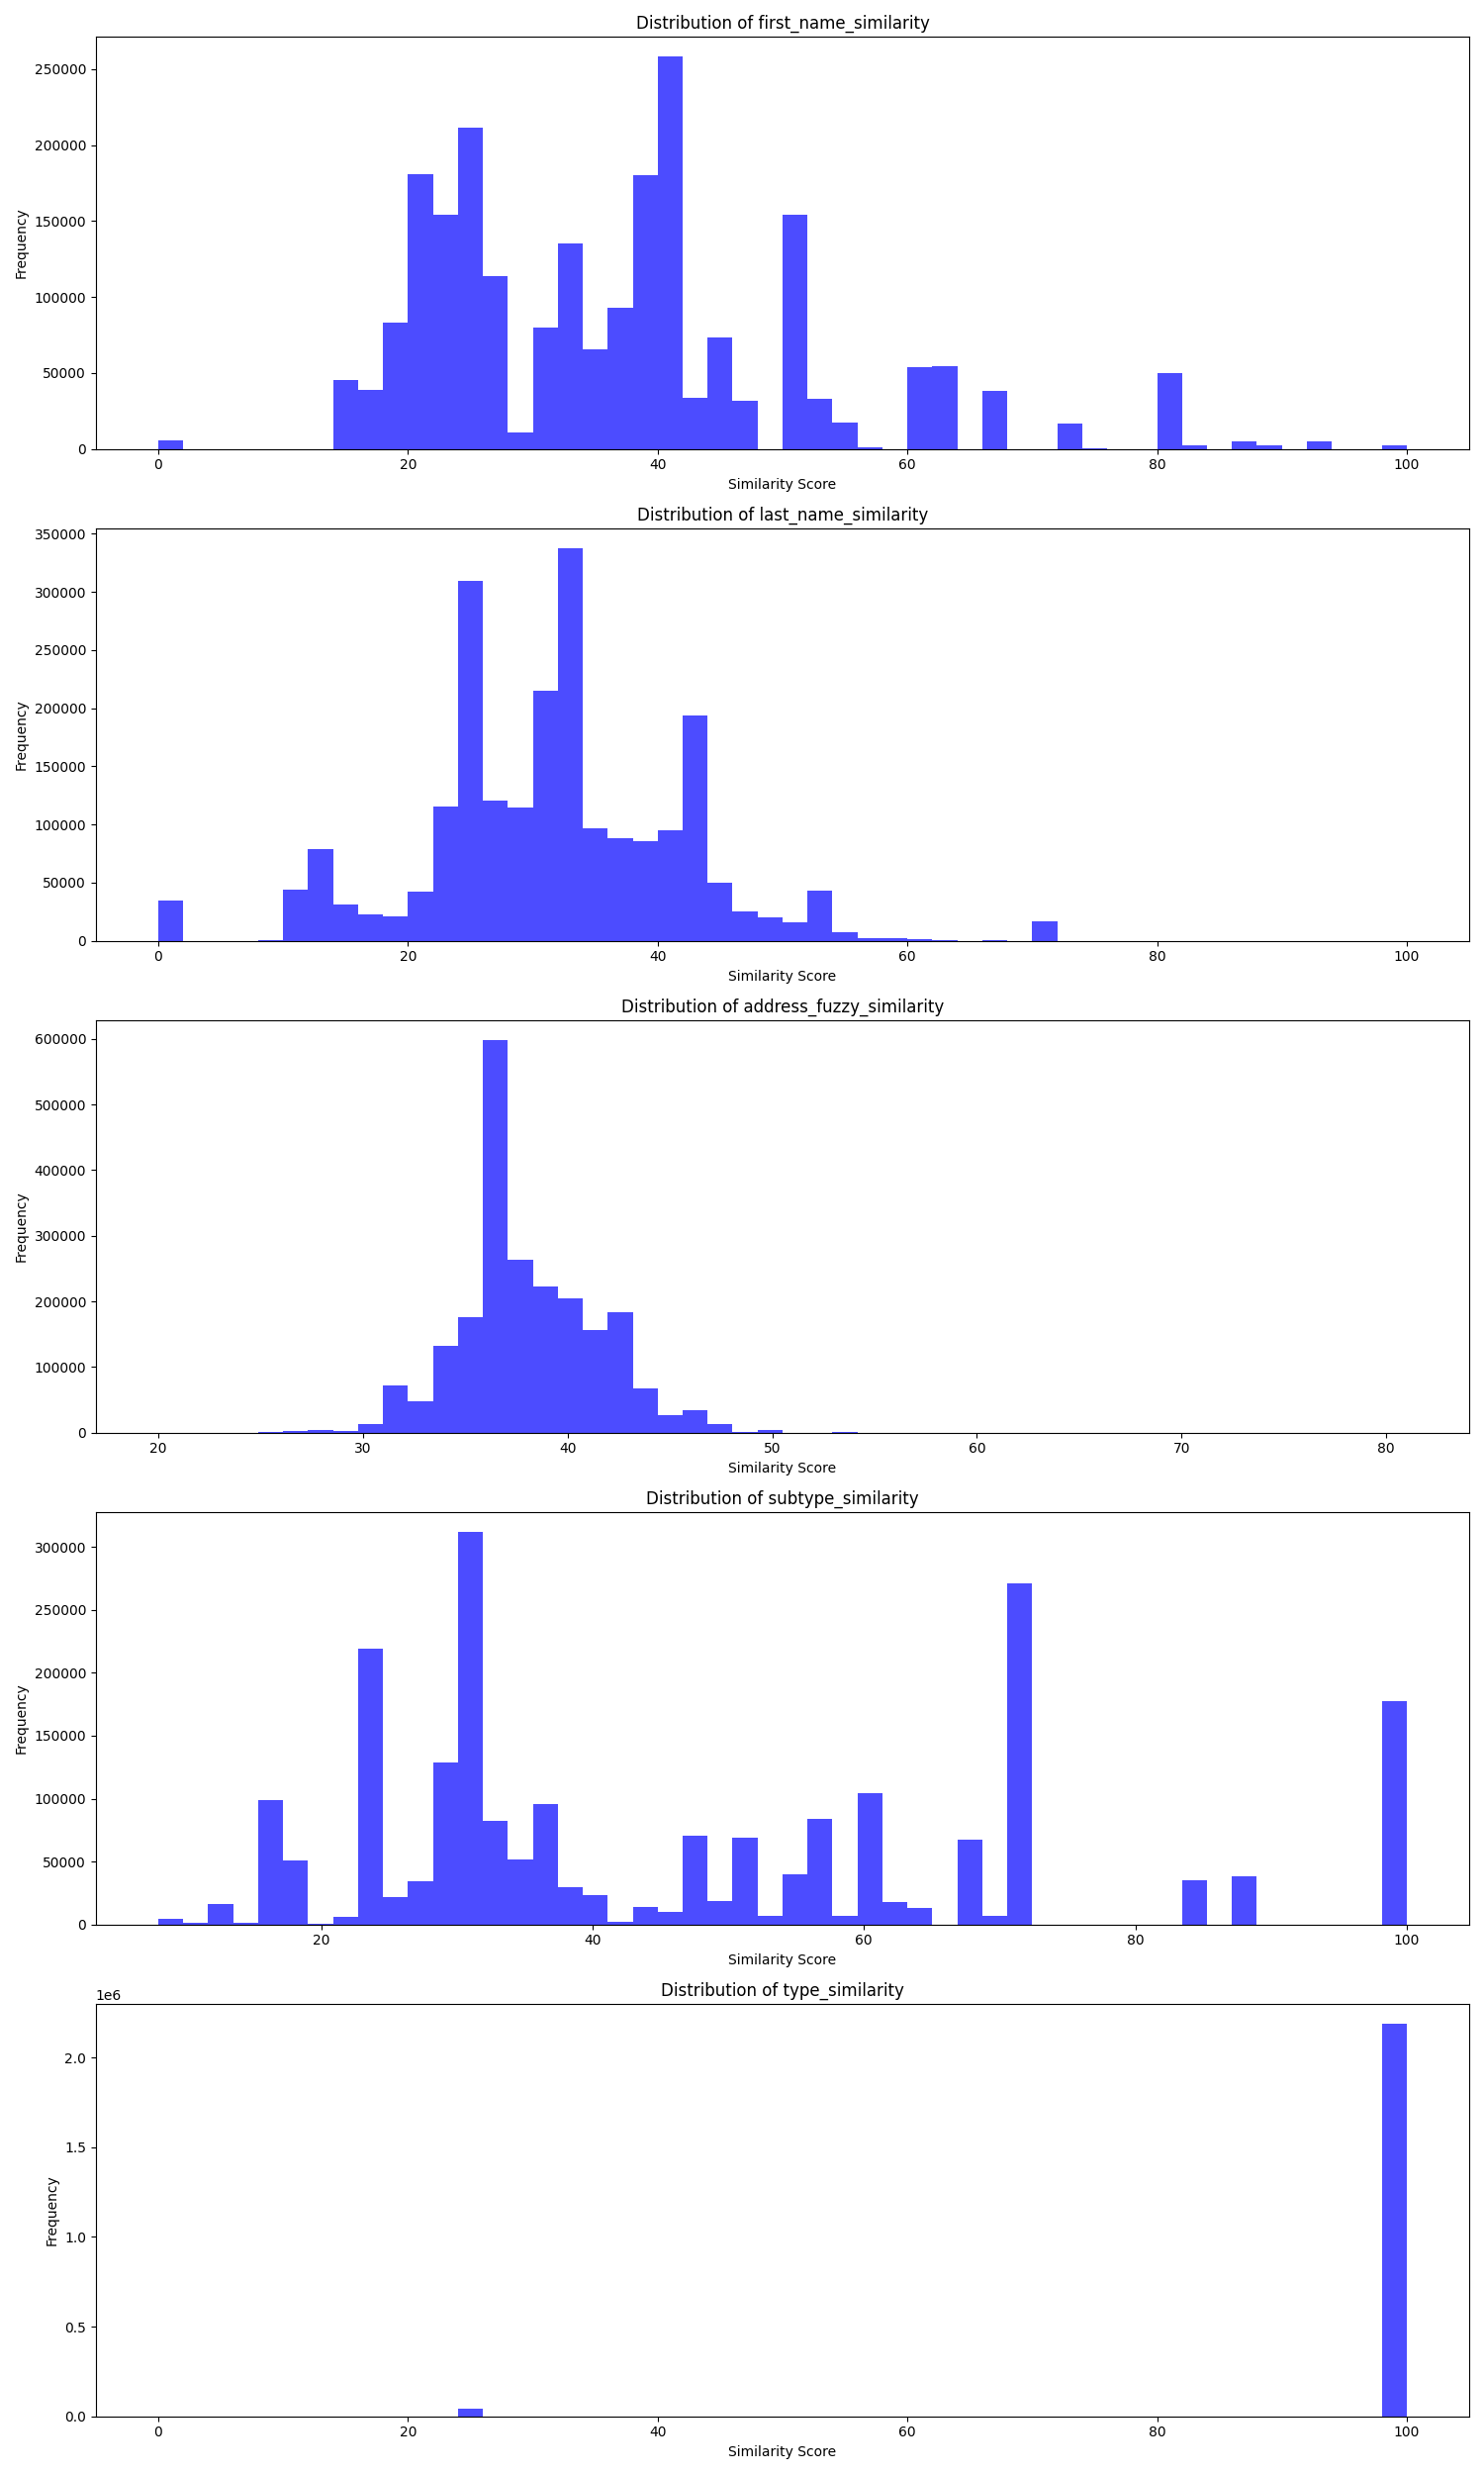 Distribution of first_name_similarity
250000
200000
150000
100000
50000
0
Frequency
0 20 40 60 80 100
Similarity Score
Distribution of last_name_similarity
350000
300000
250000
200000
150000
100000
50000
0
Frequency
0 20 40 60 80 100
Similarity Score
Distribution of address_fuzzy_similarity
600000
500000
400000
300000
200000
100000
0
Frequency
20 30 40 50 60 70 80
Similarity Score
Distribution of subtype_similarity
300000
250000
200000
150000
100000
50000
0
Frequency
20 40 60 80 100
Similarity Score
Distribution of type_similarity
1e6
2.0
1.5
1.0
0.5
0.0
Frequency
0 20 40 60 80 100
Similarity Score